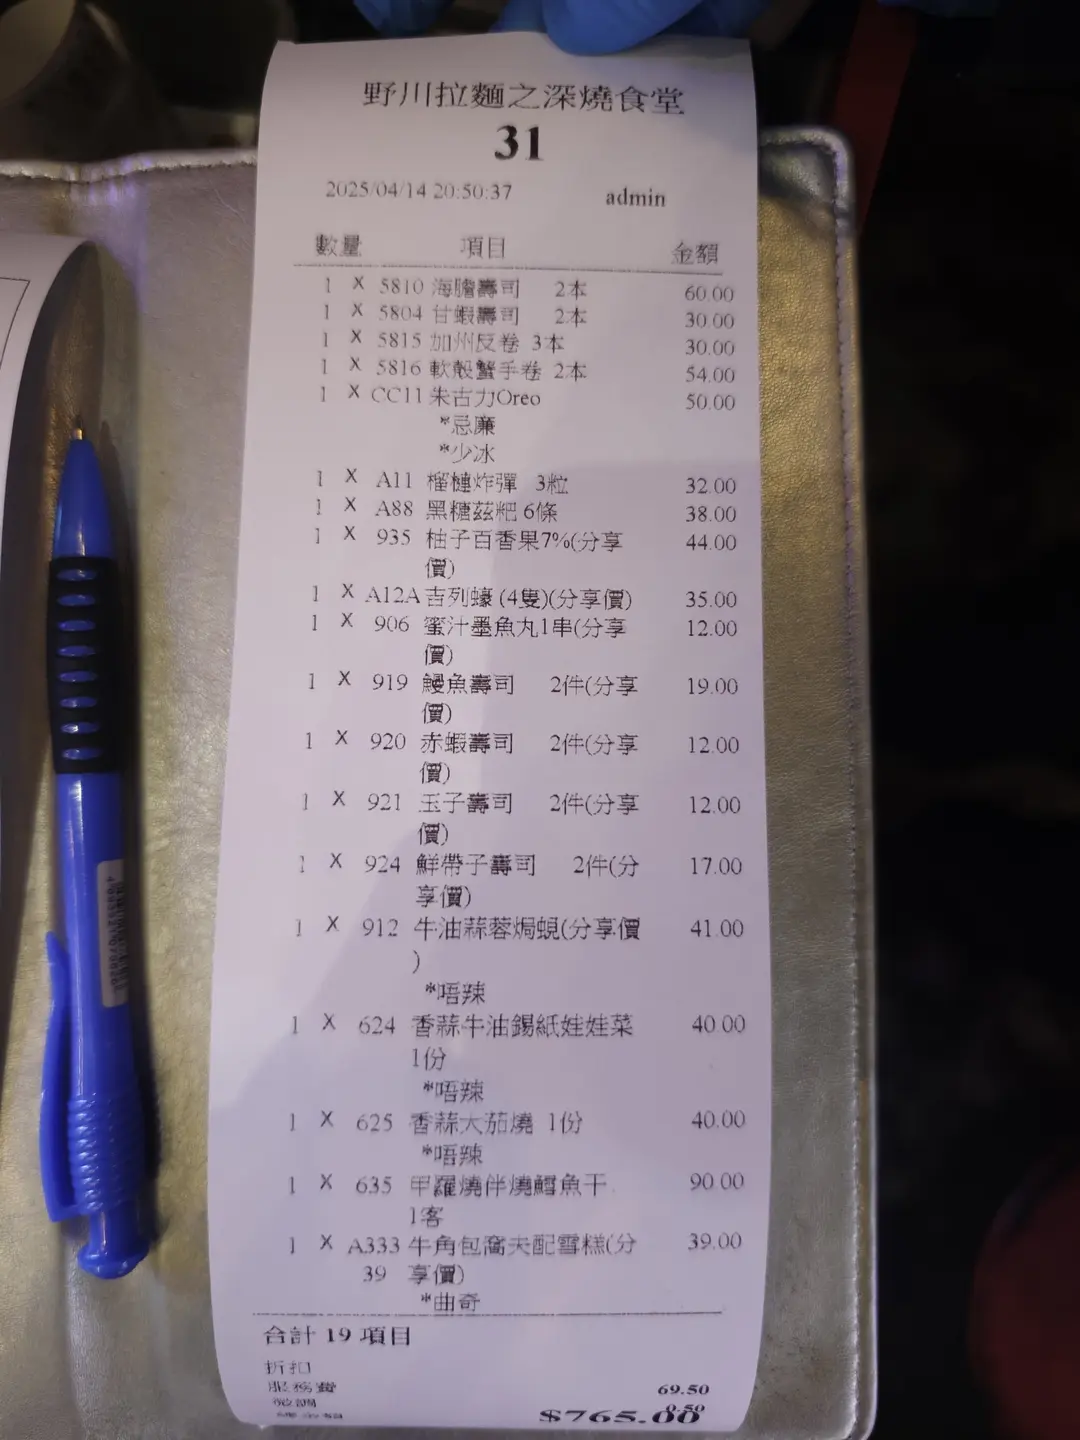 野川拉麵之深燒食堂
31
2025/04/14 20:50:37 admin
數量 項目 金額
1 X 5810 海膽壽司 2本 60.00
1 X 5804 甘蝦壽司 2本 30.00
1 X 5815 加州反卷 3本 30.00
1 X 5816 軟殼蟹手卷 2本 54.00
1 X CC11 朱古力Oreo 50.00
*忌廉
*少冰
1 X A11 榴槤炸彈 3粒 32.00
1 X A88 黑糖茲粑 6條 38.00
1 X 935 柚子百香果7%(分享 44.00
價)
1 X A12A 吉列蠔 (4隻)(分享價) 35.00
1 X 906 蜜汁墨魚丸1串(分享 12.00
價)
1 X 919 鰻魚壽司 2件(分享 19.00
價)
1 X 920 赤蝦壽司 2件(分享 12.00
價)
1 X 921 玉子壽司 2件(分享 12.00
價)
1 X 924 鮮帶子壽司 2件(分 17.00
享價)
1 X 912 牛油蒜蓉焗蜆(分享價 41.00
)
*唔辣
1 X 624 香蒜牛油錫紙娃娃菜 40.00
1份
*唔辣
1 X 625 香蒜大茄燒 1份 40.00
*唔辣
1 X 635 甲羅燒伴燒鱈魚干 90.00
1客
1 X A333 牛角包窩夫配雪糕(分 39.00
39 享價)
*曲奇
合計 19 項目
折扣
服務費 69.50
微調 0.50
$765.00